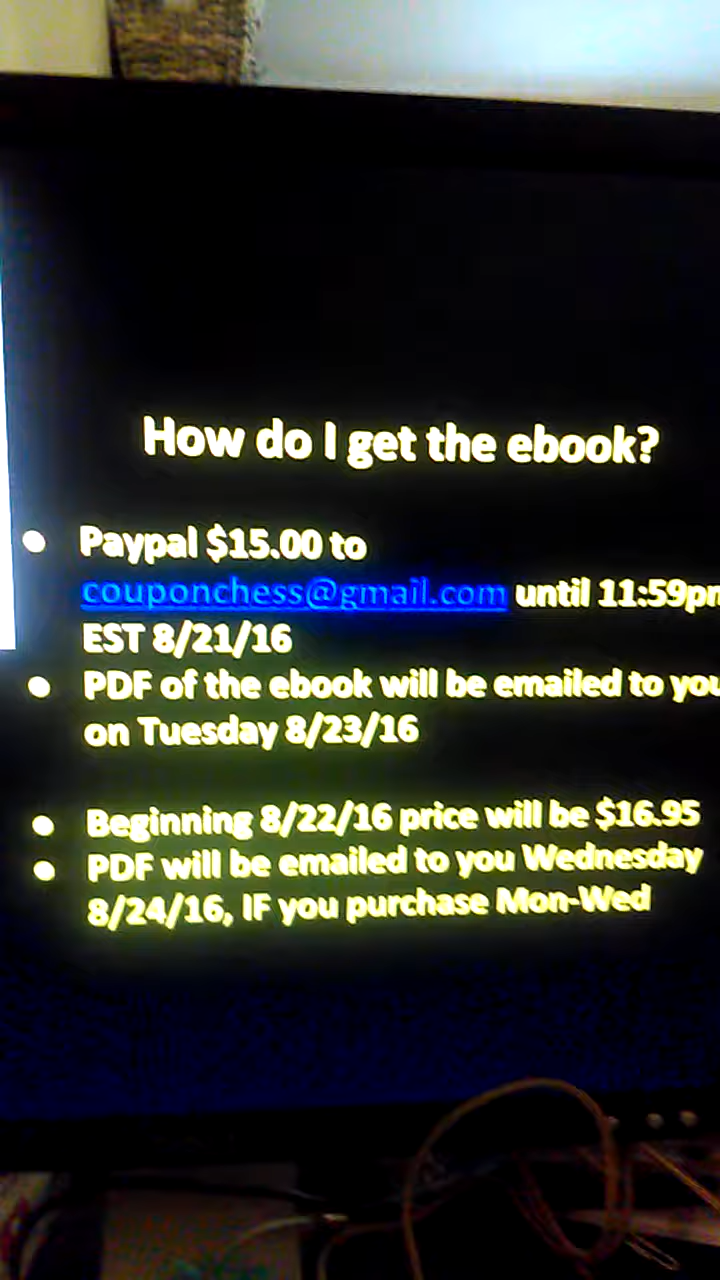 How do I get the ebook?
• Paypal $15.00 to
couponchess@gmail.com until 11:59pm
EST 8/21/16
• PDF of the ebook will be emailed to you
on Tuesday 8/23/16
• Beginning 8/22/16 price will be $16.95
• PDF will be emailed to you Wednesday
8/24/16, IF you purchase Mon-Wed